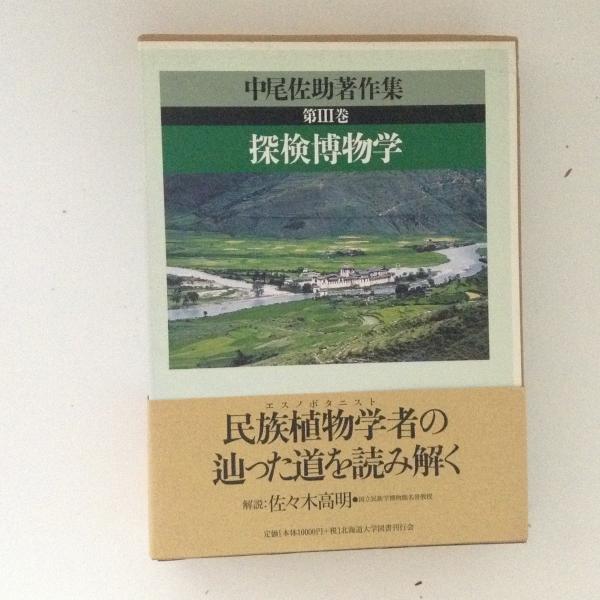 中尾佐助著作集
第III巻
探検博物学
エスノボタニスト
民族植物学者の
辿った道を読み解く
解説:佐々木高明●国立民族学博物館名誉教授
定価[本体10000円+税]北海道大学図書刊行会